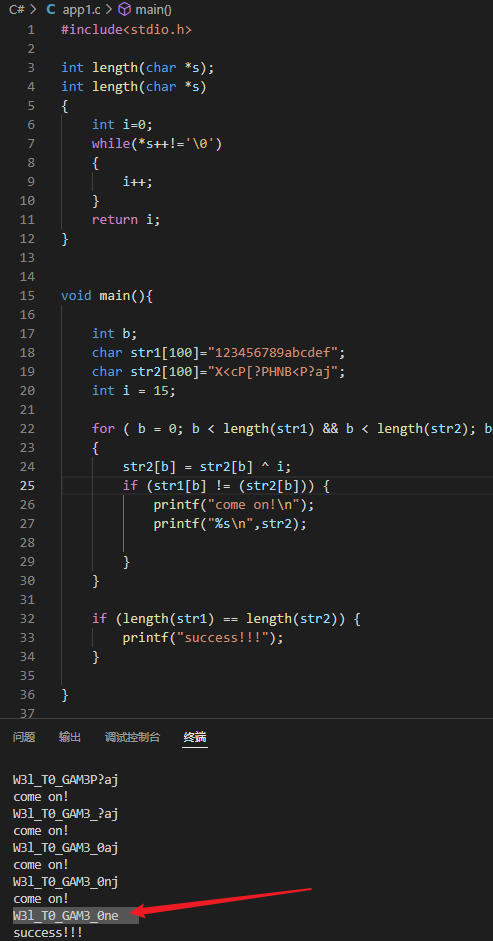 C# > C app1.c > main()
1 #include<stdio.h>
2
3 int length(char *s);
4 int length(char *s)
5 {
6     int i=0;
7     while(*s++!='\0')
8     {
9         i++;
10     }
11     return i;
12 }
13
14
15 void main(){
16
17     int b;
18     char str1[100]="123456789abcdef";
19     char str2[100]="X<cP[?PHNB<P?aj";
20     int i = 15;
21
22     for ( b = 0; b < length(str1) && b < length(str2); b
23     {
24         str2[b] = str2[b] ^ i;
25         if (str1[b] != (str2[b])) {
26             printf("come on!\n");
27             printf("%s\n",str2);
28
29         }
30     }
31
32     if (length(str1) == length(str2)) {
33         printf("success!!!");
34     }
35
36 }
37
问题 输出 调试控制台 终端
W3l_T0_GAM3P?aj
come on!
W3l_T0_GAM3_?aj
come on!
W3l_T0_GAM3_0aj
come on!
W3l_T0_GAM3_0nj
come on!
W3l_T0_GAM3_0ne
success!!!